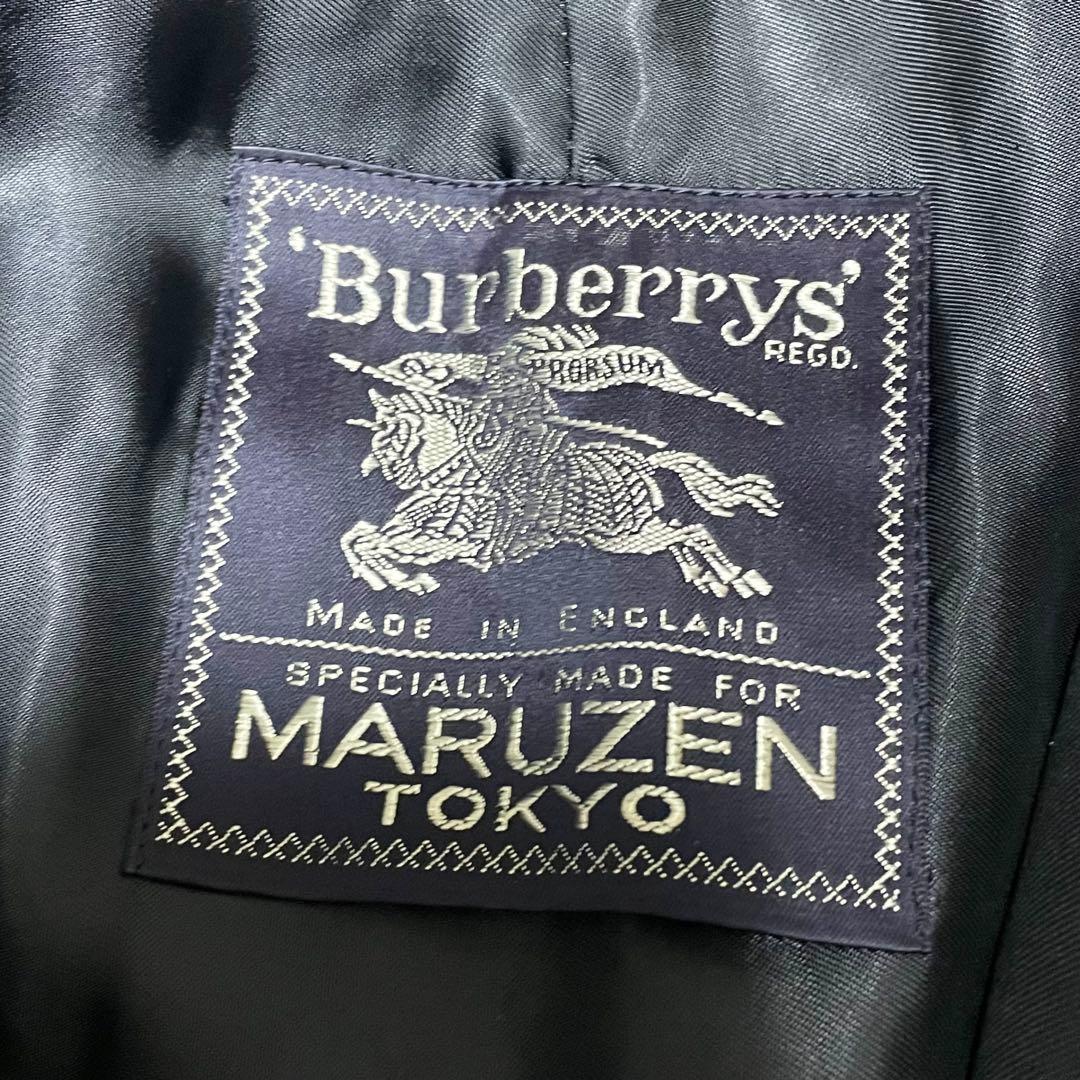 'Burberrys'
REGD.
PRORSUM
MADE IN ENGLAND
SPECIALLY MADE FOR
MARUZEN
TOKYO